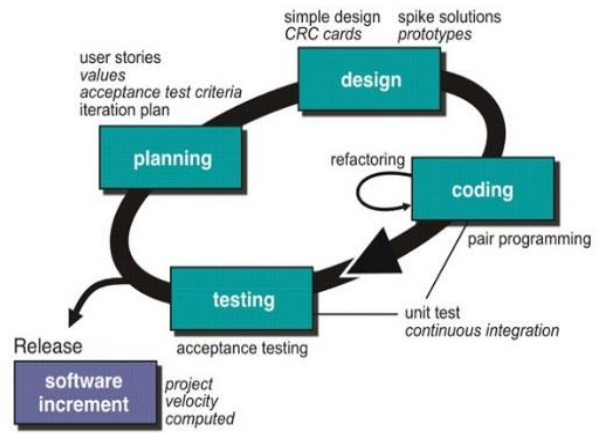 simple design
CRC cards
spike solutions
prototypes
user stories
values
acceptance test criteria
iteration plan
design
planning
refactoring
coding
pair programming
testing
unit test
continuous integration
acceptance testing
Release
software
increment
project
velocity
computed